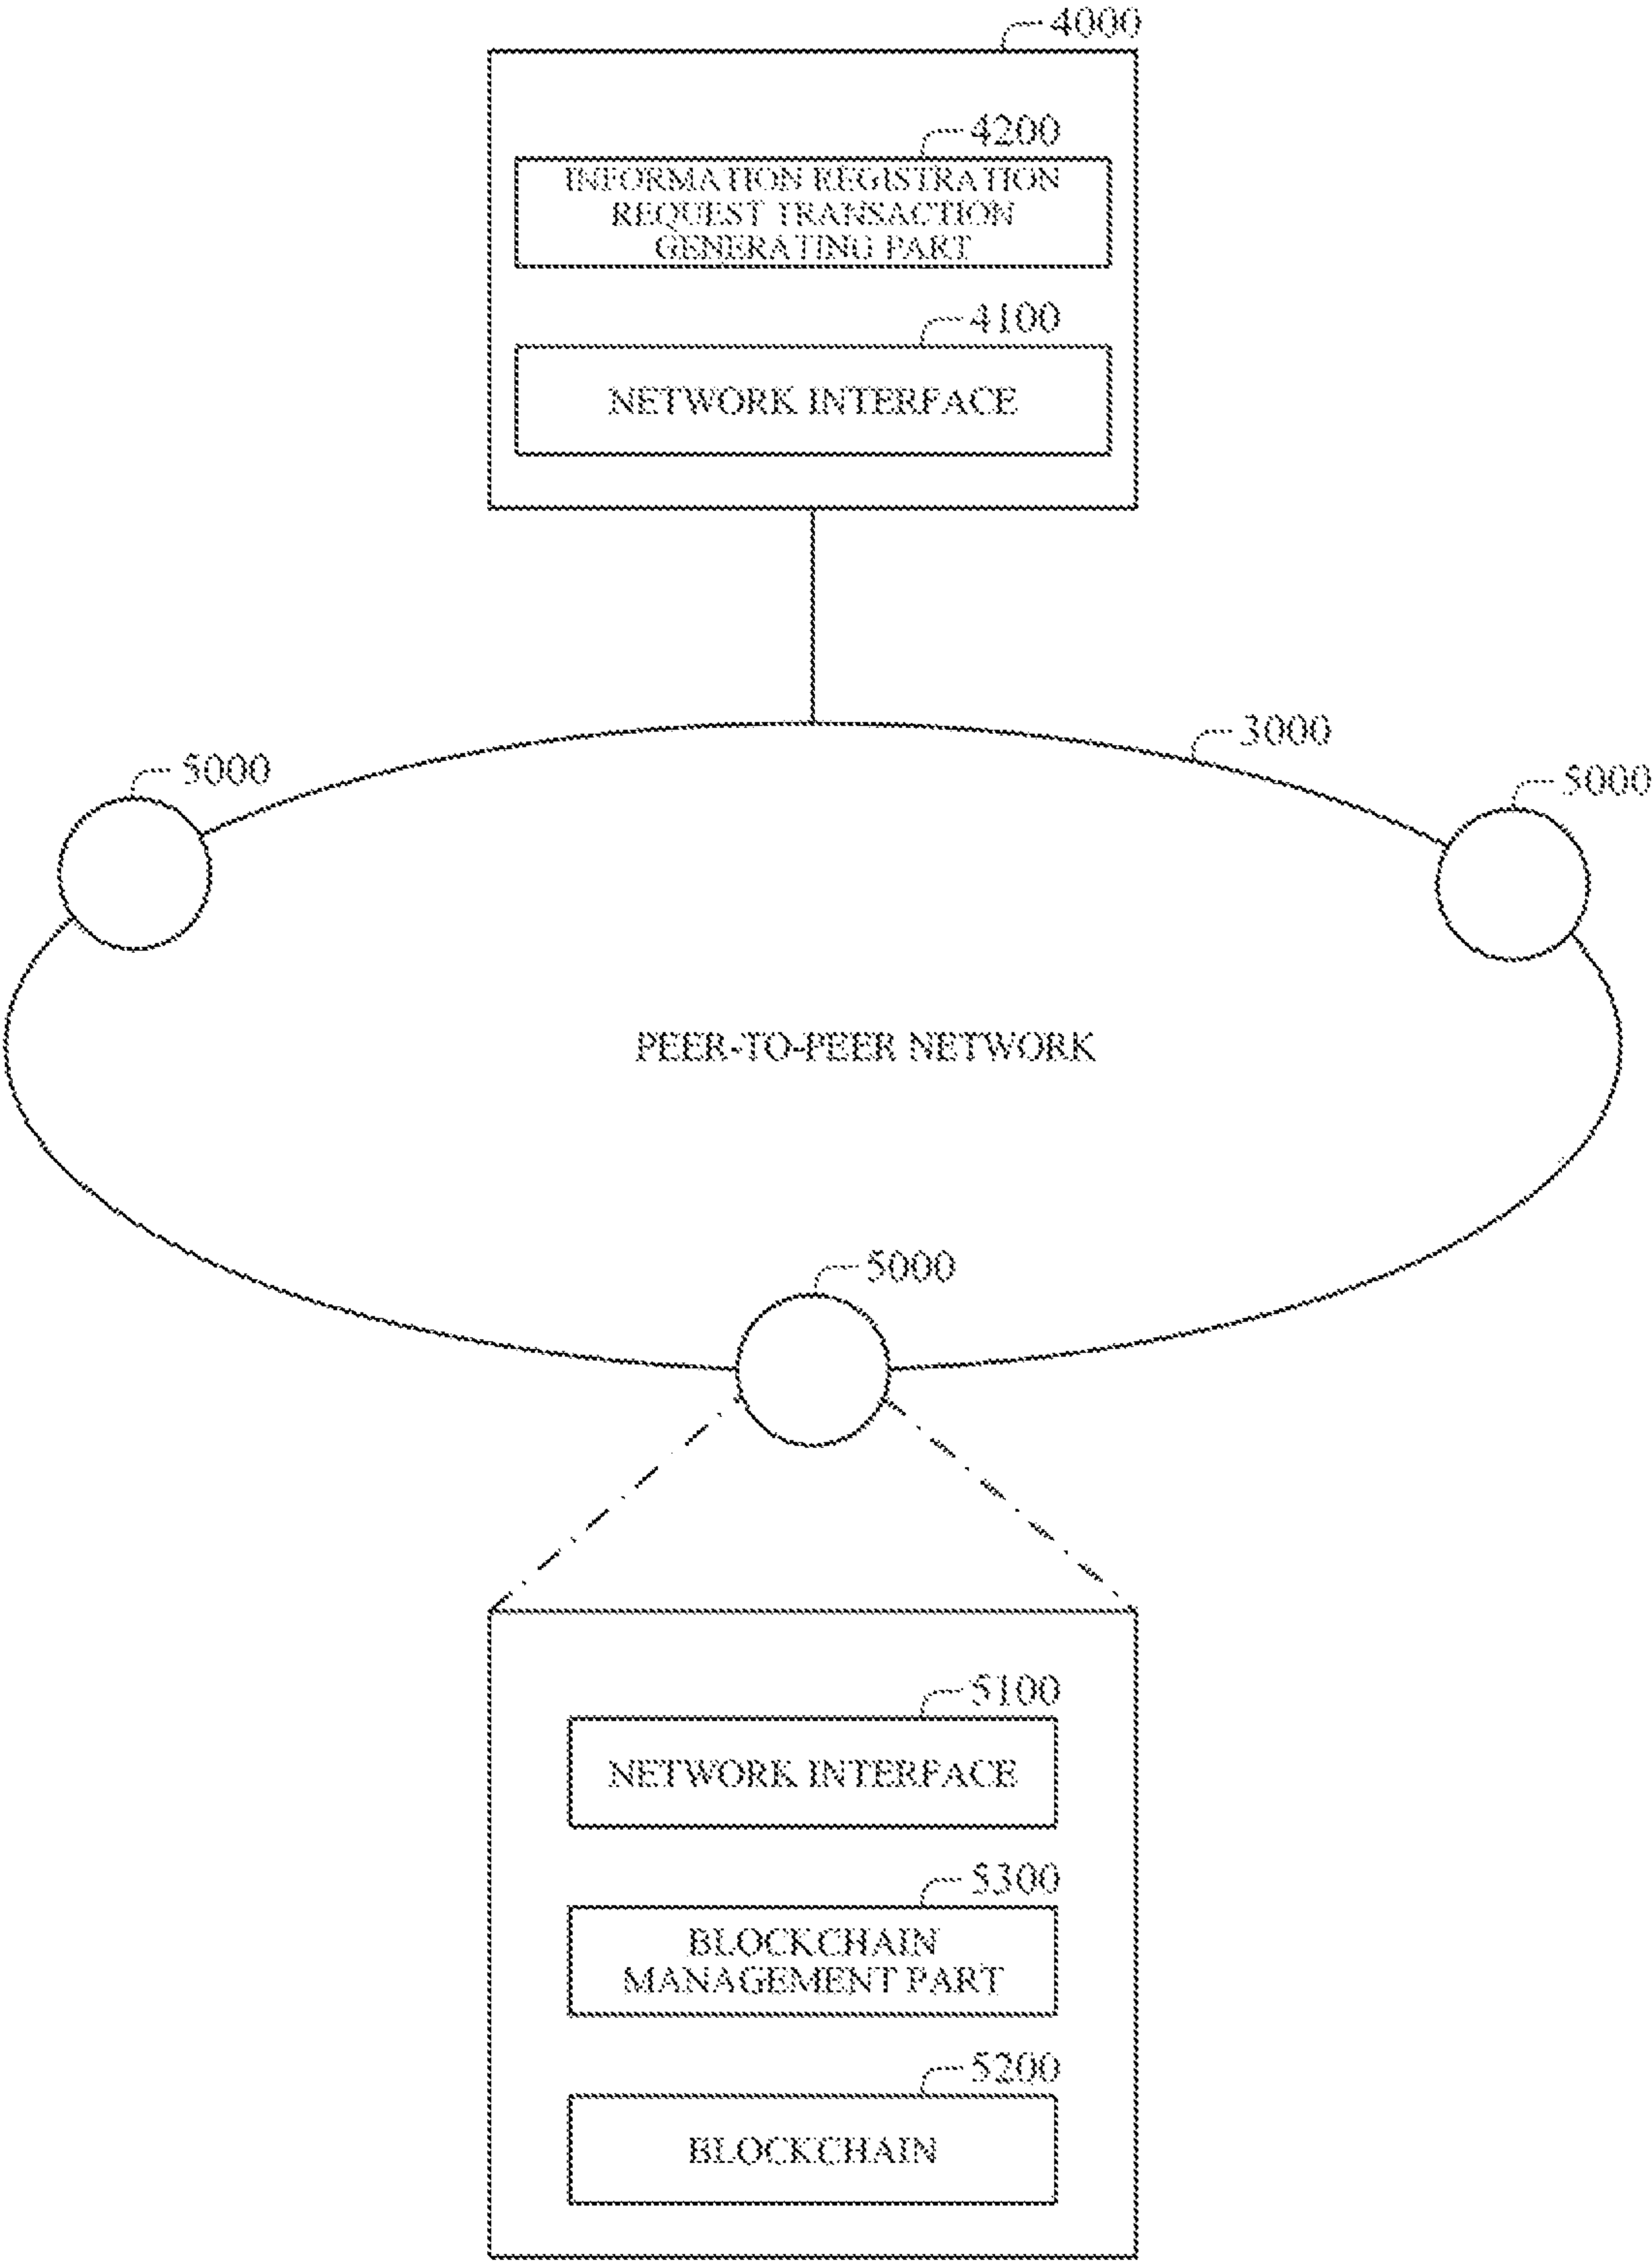 4000
4200
INFORMATION REGISTRATION
REQUEST TRANSACTION
GENERATING PART
4100
NETWORK INTERFACE
3000
5000
5000
PEER-TO-PEER NETWORK
5000
5100
NETWORK INTERFACE
5300
BLOCKCHAIN
MANAGEMENT PART
5200
BLOCKCHAIN